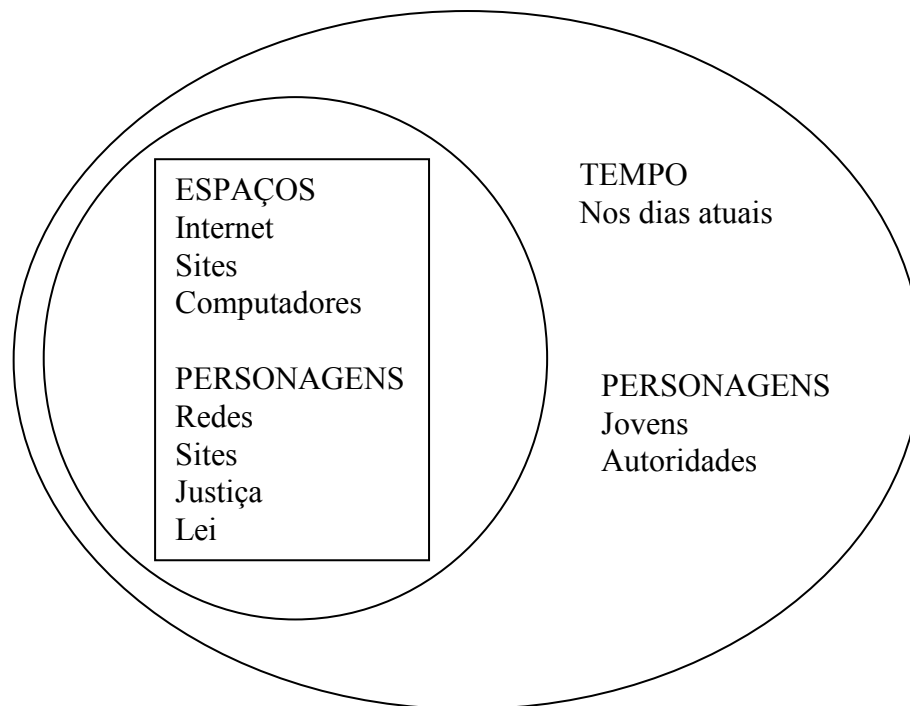 ESPAÇOS
Internet
Sites
Computadores
PERSONAGENS
Redes
Sites
Justiça
Lei
TEMPO
Nos dias atuais
PERSONAGENS
Jovens
Autoridades